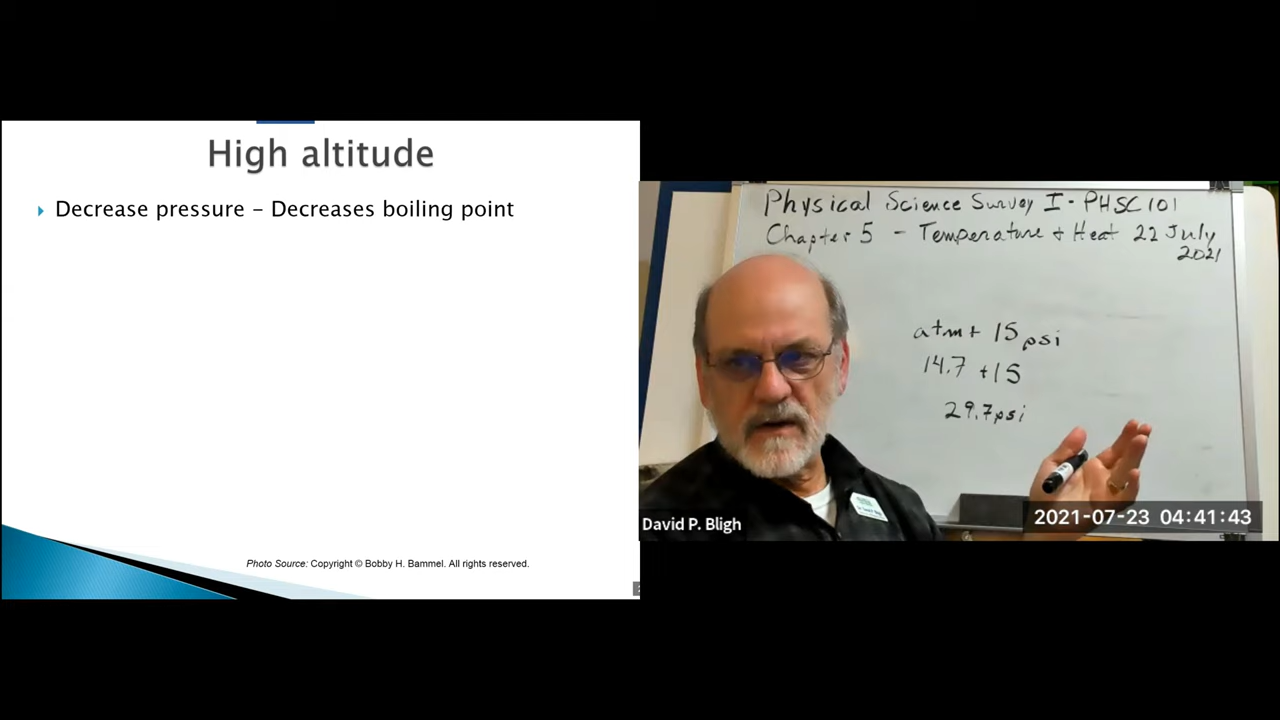 High altitude
Decrease pressure – Decreases boiling point
Photo Source: Copyright © Bobby H. Bammel. All rights reserved.
Physical Science Survey I - PHSC 101
Chapter 5 - Temperature + Heat 22 July
2021
atm + 15 psi
14.7 + 15
29.7 psi
David P. Bligh
2021-07-23 04:41:43